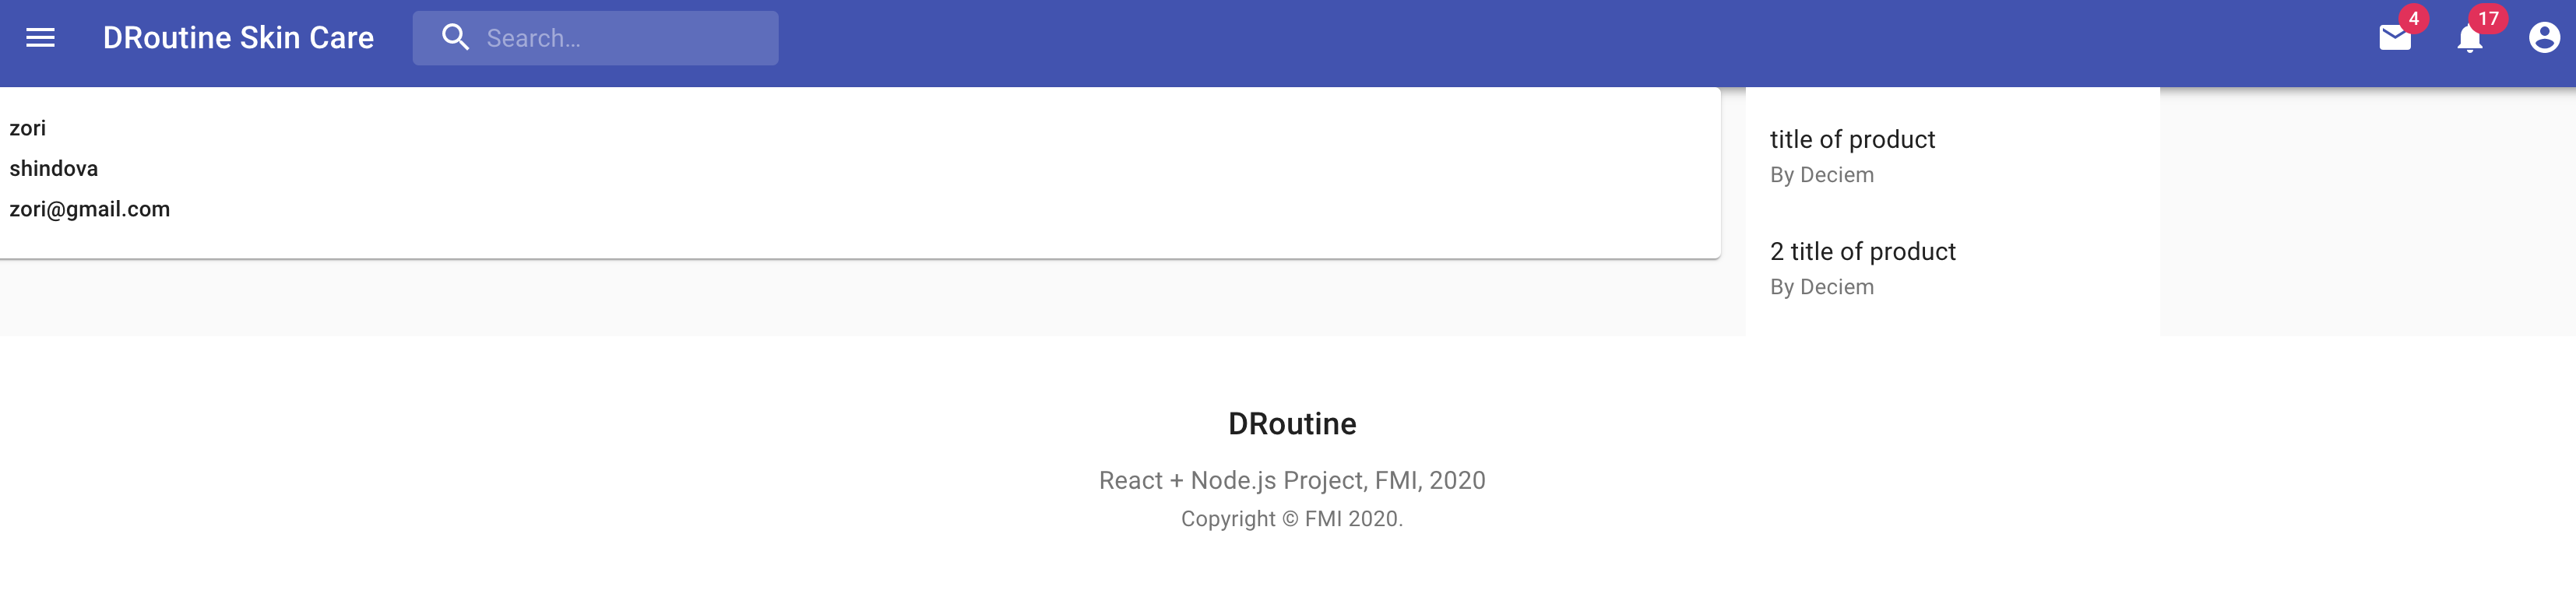 DRoutine Skin Care
Search...
4
17
zori
shindova
zori@gmail.com
title of product
By Deciem
2 title of product
By Deciem
DRoutine
React + Node.js Project, FMI, 2020
Copyright © FMI 2020.